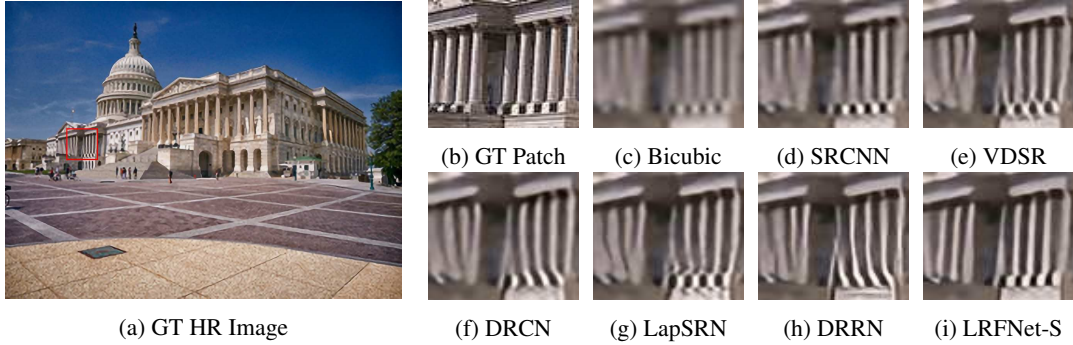 (b) GT Patch (c) Bicubic (d) SRCNN (e) VDSR
(a) GT HR Image (f) DRCN (g) LapSRN (h) DRRN (i) LRFNet-S